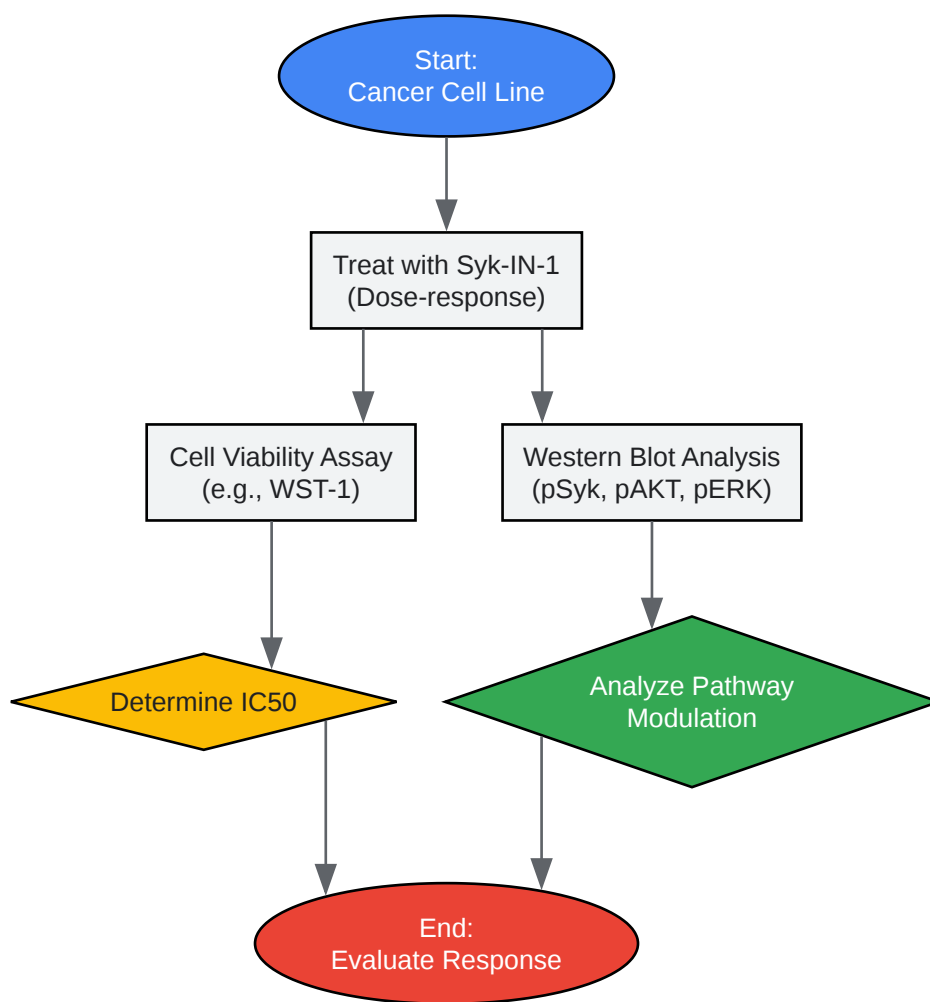 Start:
Cancer Cell Line
Treat with Syk-IN-1
(Dose-response)
Cell Viability Assay
(e.g., WST-1)
Western Blot Analysis
(pSyk, pAKT, pERK)
Determine IC50
Analyze Pathway
Modulation
End:
Evaluate Response